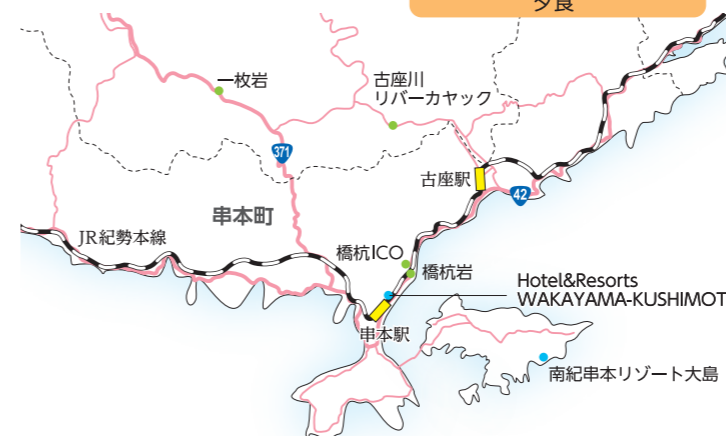 夕食
一枚岩
古座川
リバーカヤック
371
古座駅
42
串本町
JR紀勢本線
橋杭ICO
橋杭岩
Hotel&Resorts
WAKAYAMA-KUSHIMOT
串本駅
南紀串本リゾート大島